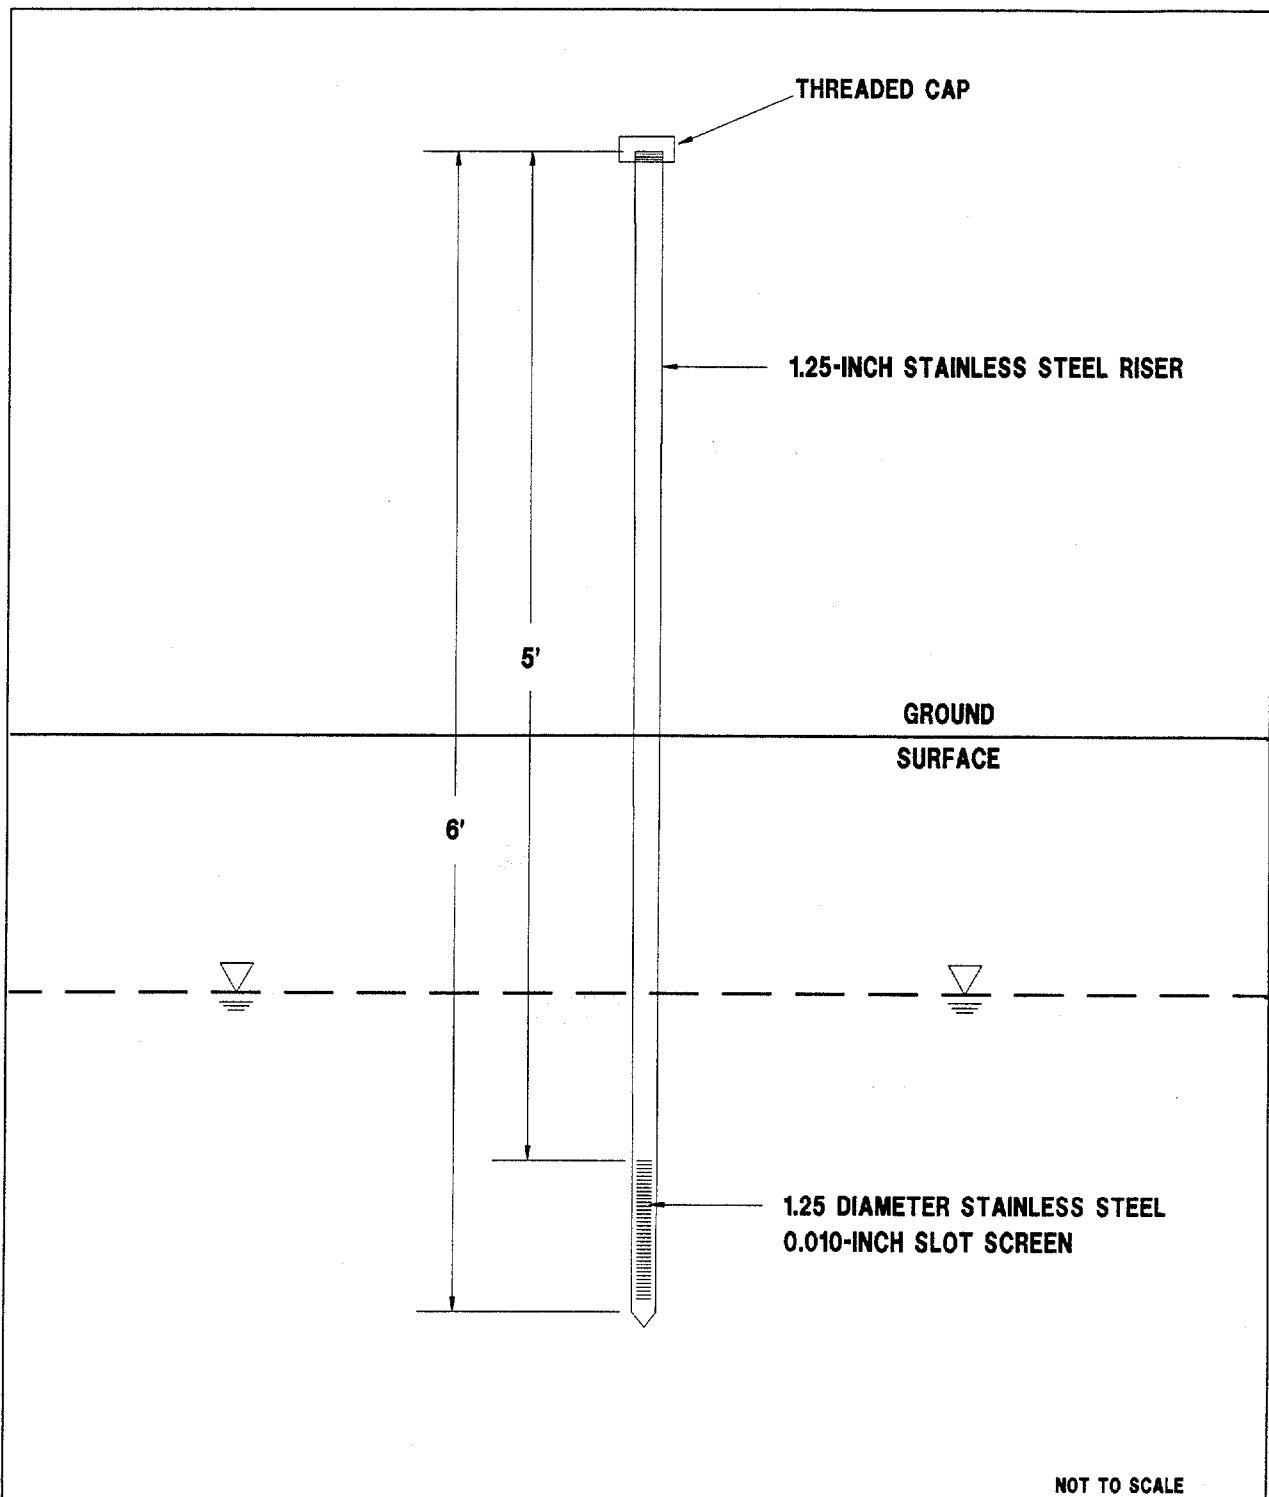 THREADED CAP
1.25-INCH STAINLESS STEEL RISER
5'
GROUND
SURFACE
6'
1.25 DIAMETER STAINLESS STEEL
0.010-INCH SLOT SCREEN
NOT TO SCALE